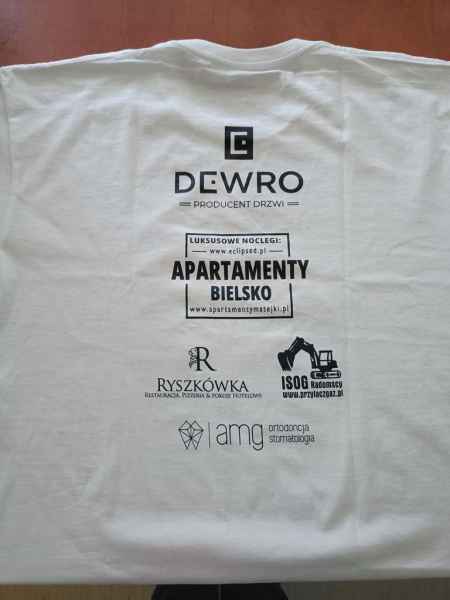 DEWRO
PRODUCENT DRZWI
LUKSUSOWE NOCLEGI:
www.eclipsed.pl
APARTAMENTY
BIELSKO
www.apartamentymatejki.pl
R
RYSZKÓWKA
RESTAURACJA, PIZZERIA & POKOJE HOTELOWE
ISOG Radomscy
www.przylaczgaz.pl
amg ortodoncja
stomatologia